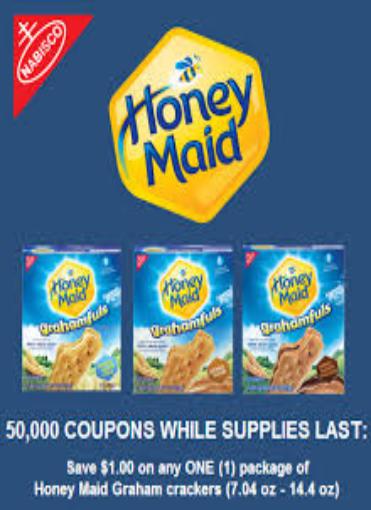 NABISCO
Honey
Maid
Honey
Maid
grahamfuls
Honey
Maid
grahamfuls
Honey
Maid
grahamfuls
50,000 COUPONS WHILE SUPPLIES LAST:
Save $1.00 on any ONE (1) package of
Honey Maid Graham crackers (7.04 oz - 14.4 oz)